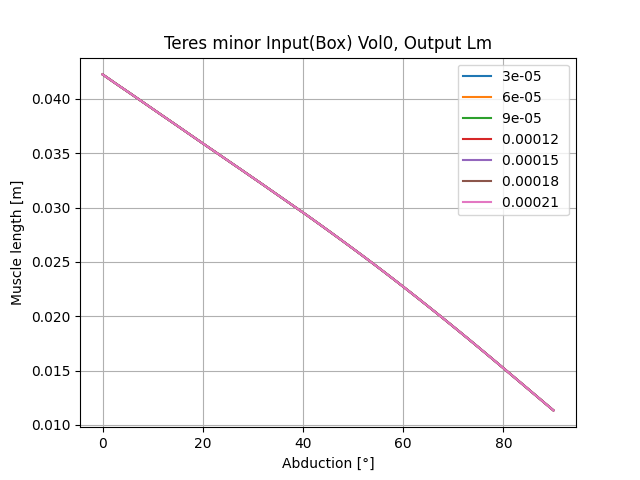 Teres minor Input(Box) Vol0, Output Lm
3e-05
6e-05
9e-05
0.00012
0.00015
0.00018
0.00021
Muscle length [m]
0.040
0.035
0.030
0.025
0.020
0.015
0.010
0 20 40 60 80
Abduction [°]